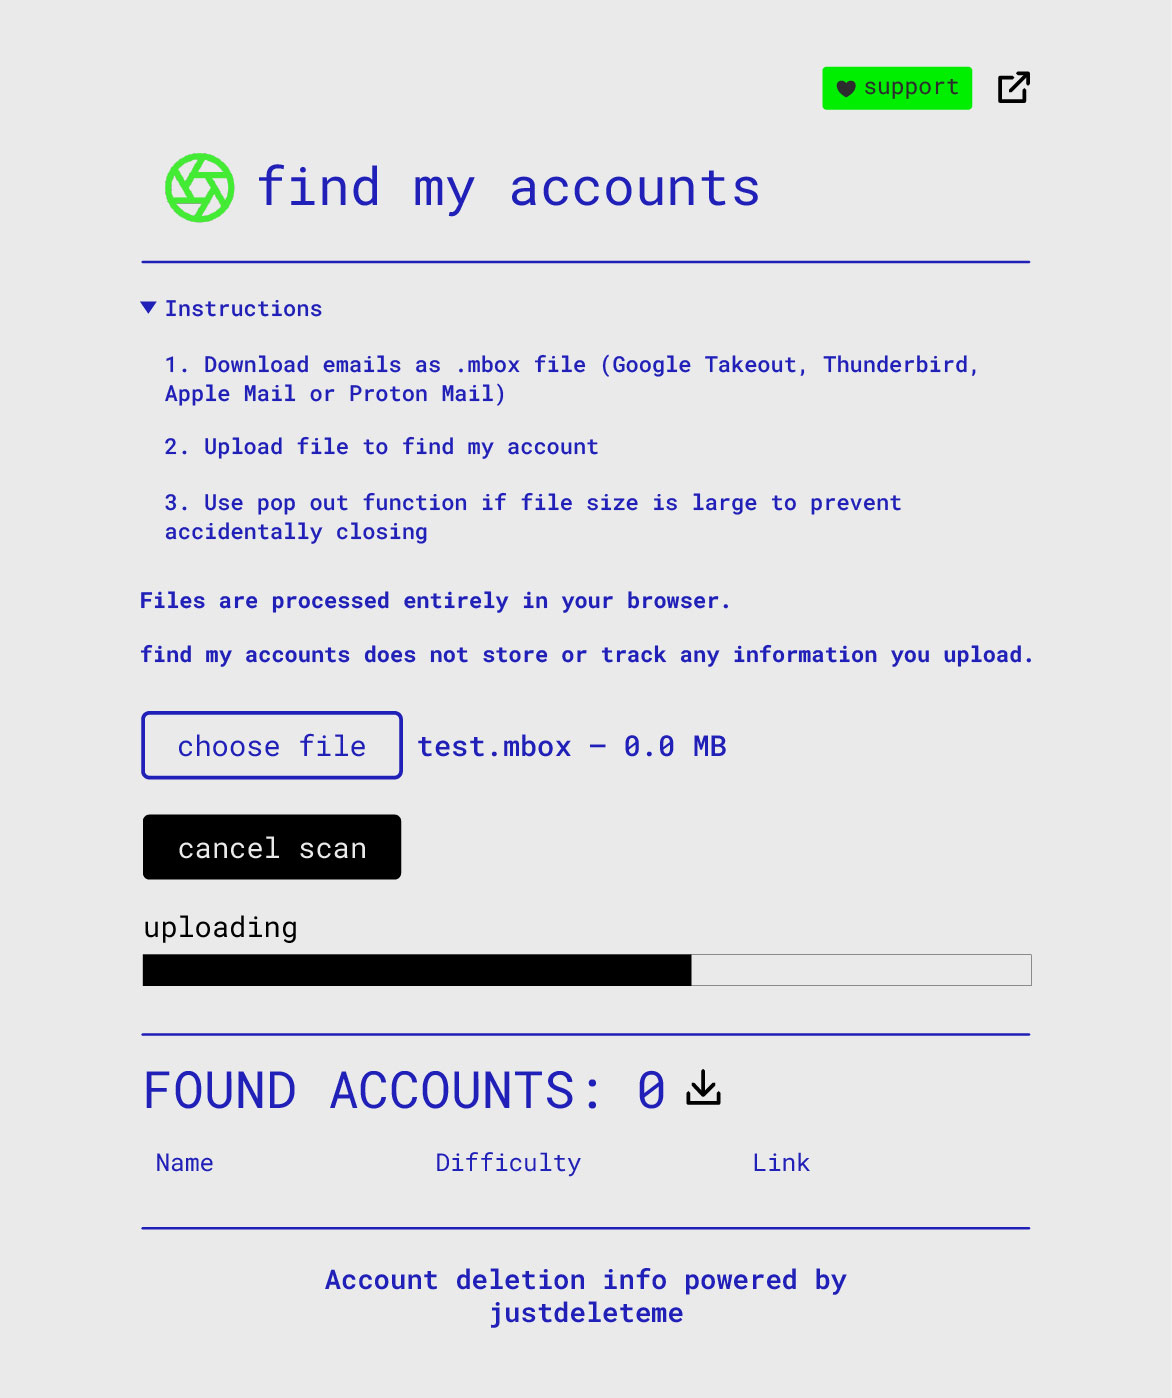 support
find my accounts
Instructions
1. Download emails as .mbox file (Google Takeout, Thunderbird,
Apple Mail or Proton Mail)
2. Upload file to find my account
3. Use pop out function if file size is large to prevent
accidentally closing
Files are processed entirely in your browser.
find my accounts does not store or track any information you upload.
choose file test.mbox – 0.0 MB
cancel scan
uploading
FOUND ACCOUNTS: 0
Name Difficulty Link
Account deletion info powered by
justdeleteme